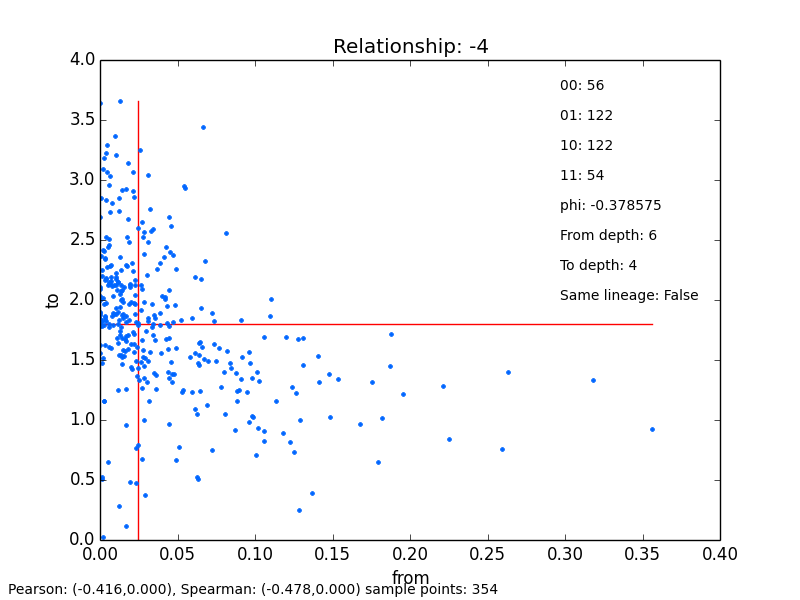 Relationship: -4
4.0
3.5
3.0
2.5
2.0
1.5
1.0
0.5
0.0
to
00: 56
01: 122
10: 122
11: 54
phi: -0.378575
From depth: 6
To depth: 4
Same lineage: False
0.00 0.05 0.10 0.15 0.20 0.25 0.30 0.35 0.40
from
Pearson: (-0.416,0.000), Spearman: (-0.478,0.000) sample points: 354